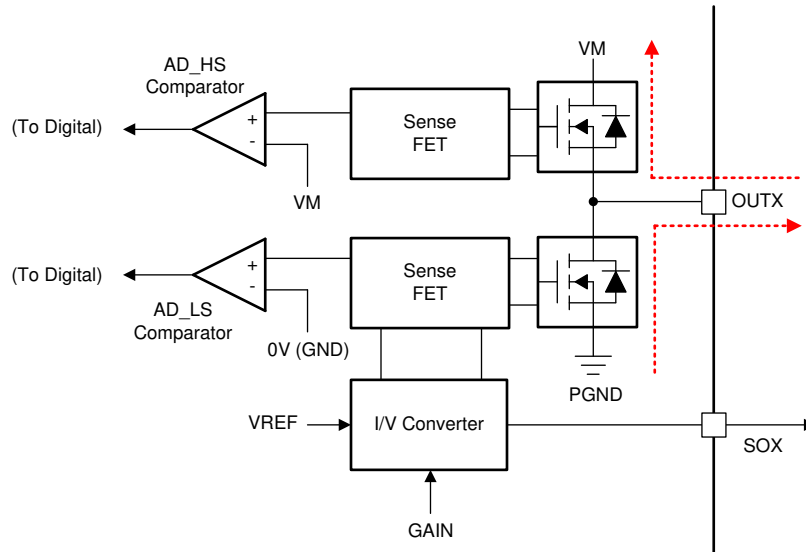 VM
AD_HS
Comparator
+
-
(To Digital)
Sense
FET
VM
OUTX
(To Digital)
+
-
Sense
FET
AD_LS
Comparator
0V (GND)
PGND
VREF
I/V Converter
SOX
GAIN